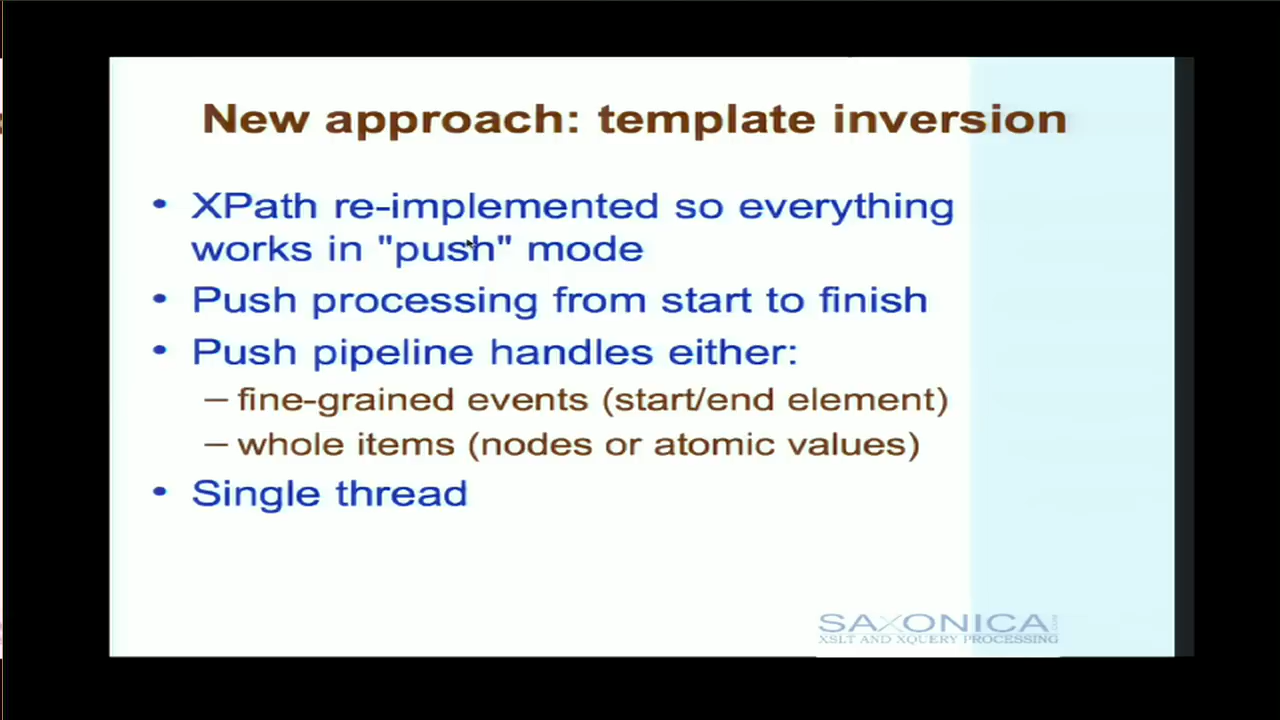 New approach: template inversion
• XPath re-implemented so everything
works in "push" mode
• Push processing from start to finish
• Push pipeline handles either:
– fine-grained events (start/end element)
– whole items (nodes or atomic values)
• Single thread
SAXONICA
XSLT AND XQUERY PROCESSING